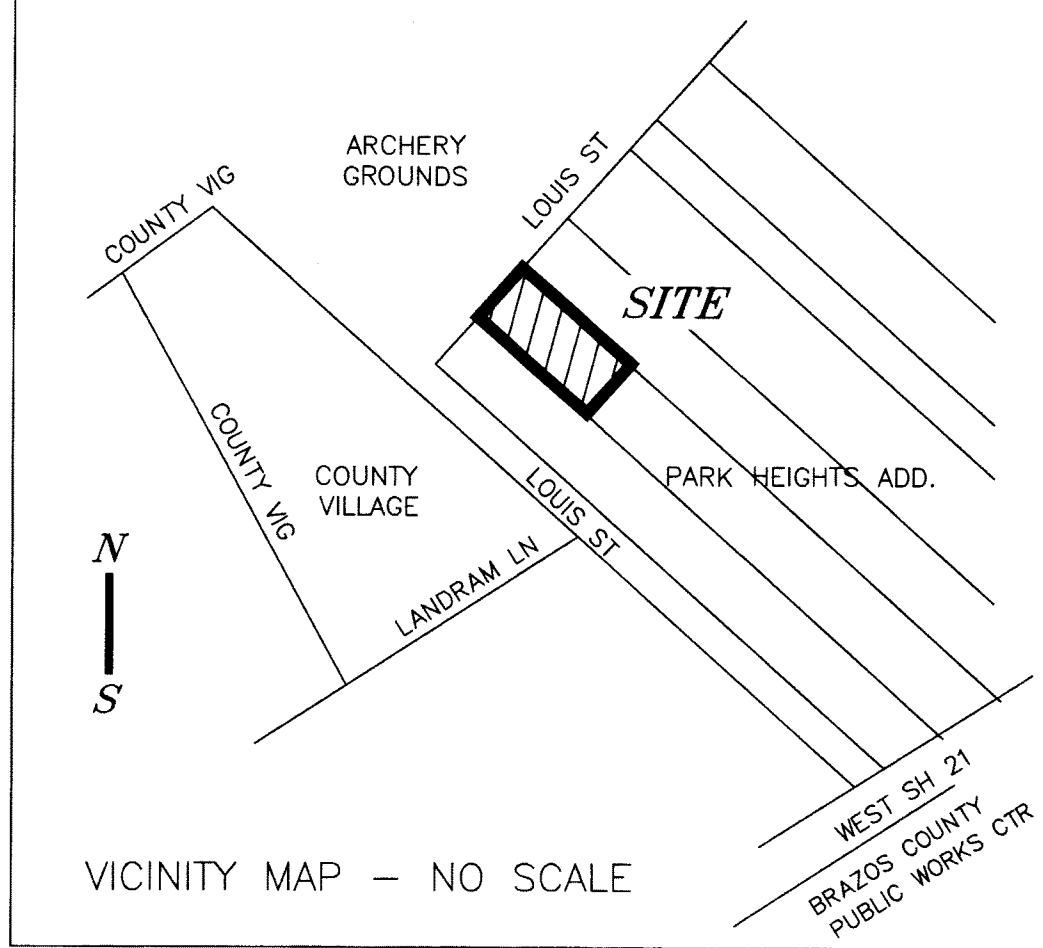 ARCHERY
GROUNDS
LOUIS ST
COUNTY VIG
SITE
COUNTY VIG
COUNTY
VILLAGE
LOUIS ST
PARK HEIGHTS ADD.
LANDRAM LN
N
S
WEST SH 21
BRAZOS COUNTY
PUBLIC WORKS CTR
VICINITY MAP – NO SCALE